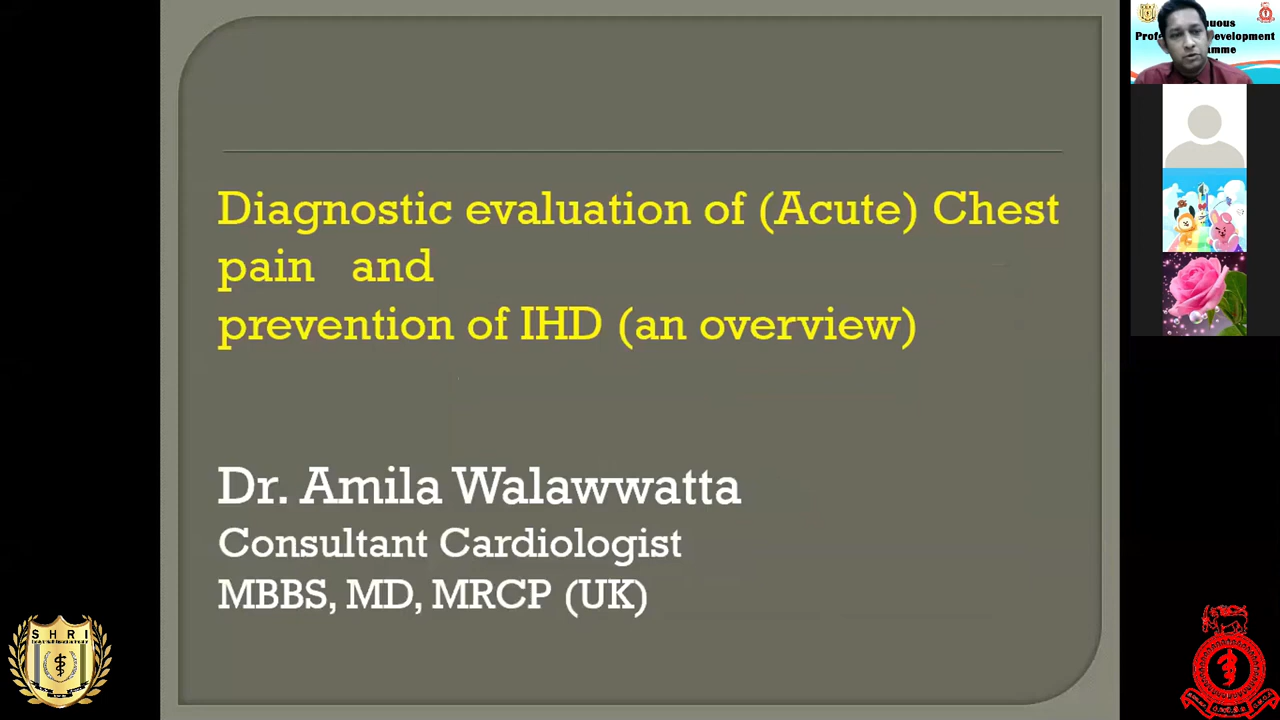 Diagnostic evaluation of (Acute) Chest
pain and
prevention of IHD (an overview)
Dr. Amila Walawwatta
Consultant Cardiologist
MBBS, MD, MRCP (UK)
SHRI